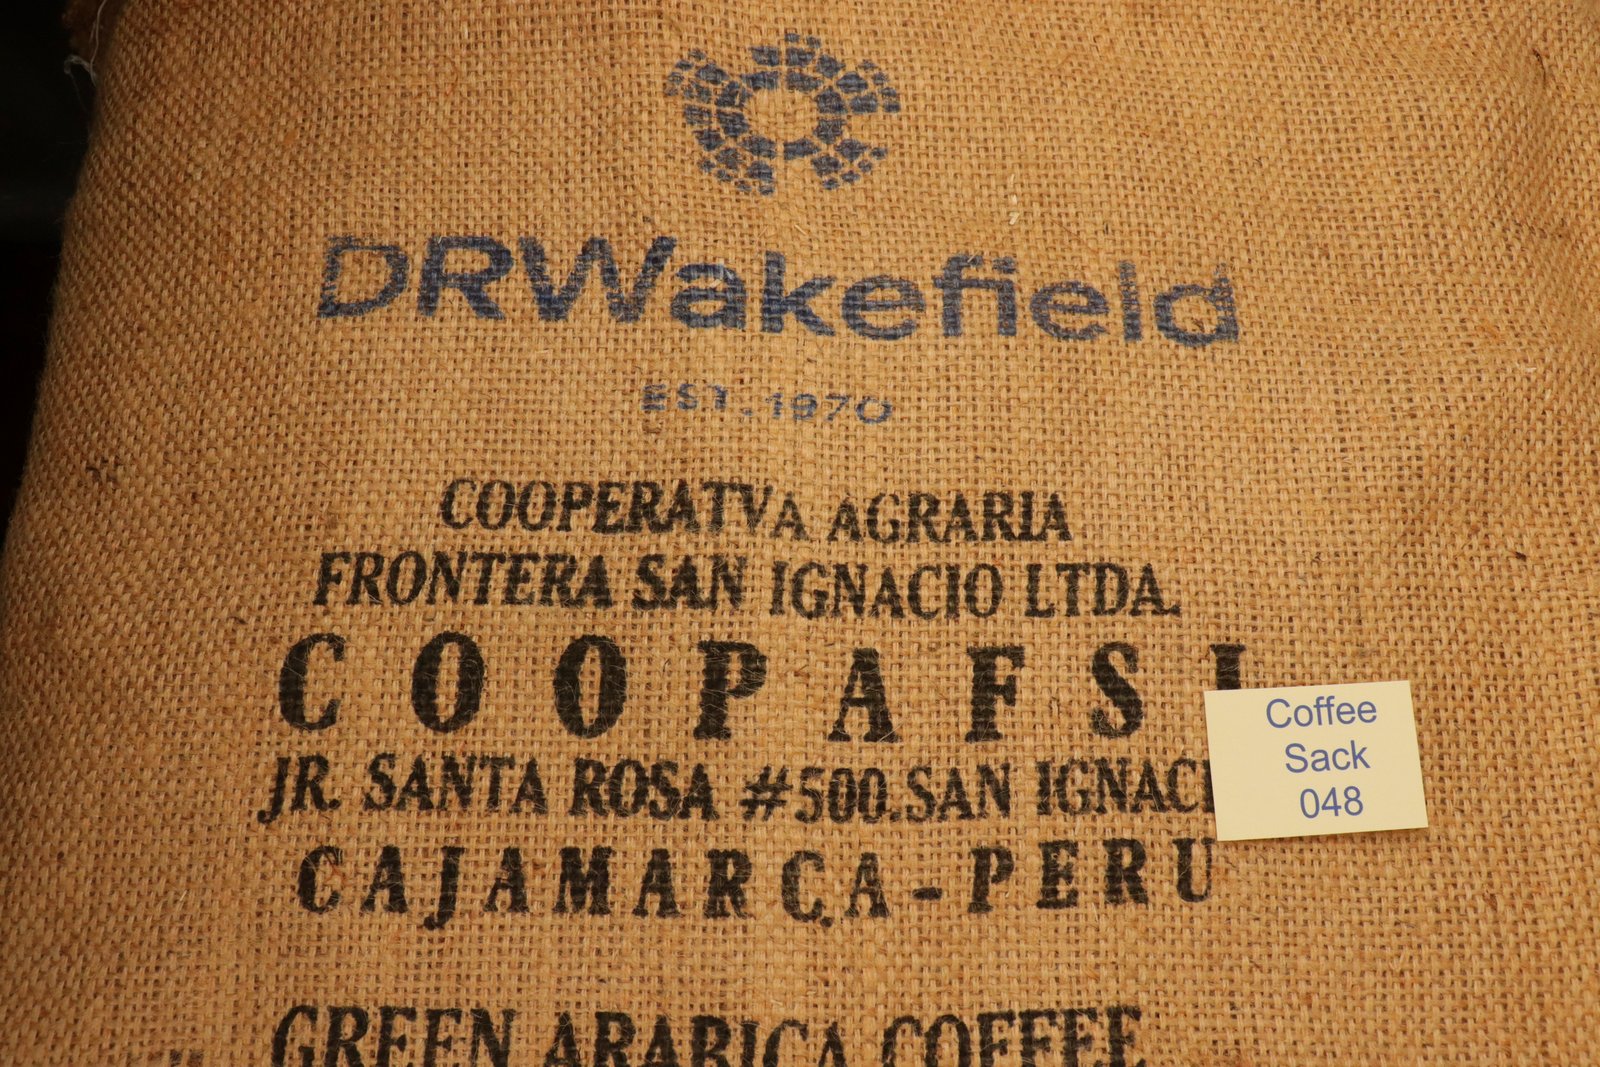 DRWakefield
EST. 1970
COOPERATVA AGRARIA
FRONTERA SAN IGNACIO LTDA.
COOPAFSI
JR. SANTA ROSA #500. SAN IGNACI
CAJAMARCA - PERU
GREEN ARABICA COFFEE
Coffee
Sack
048